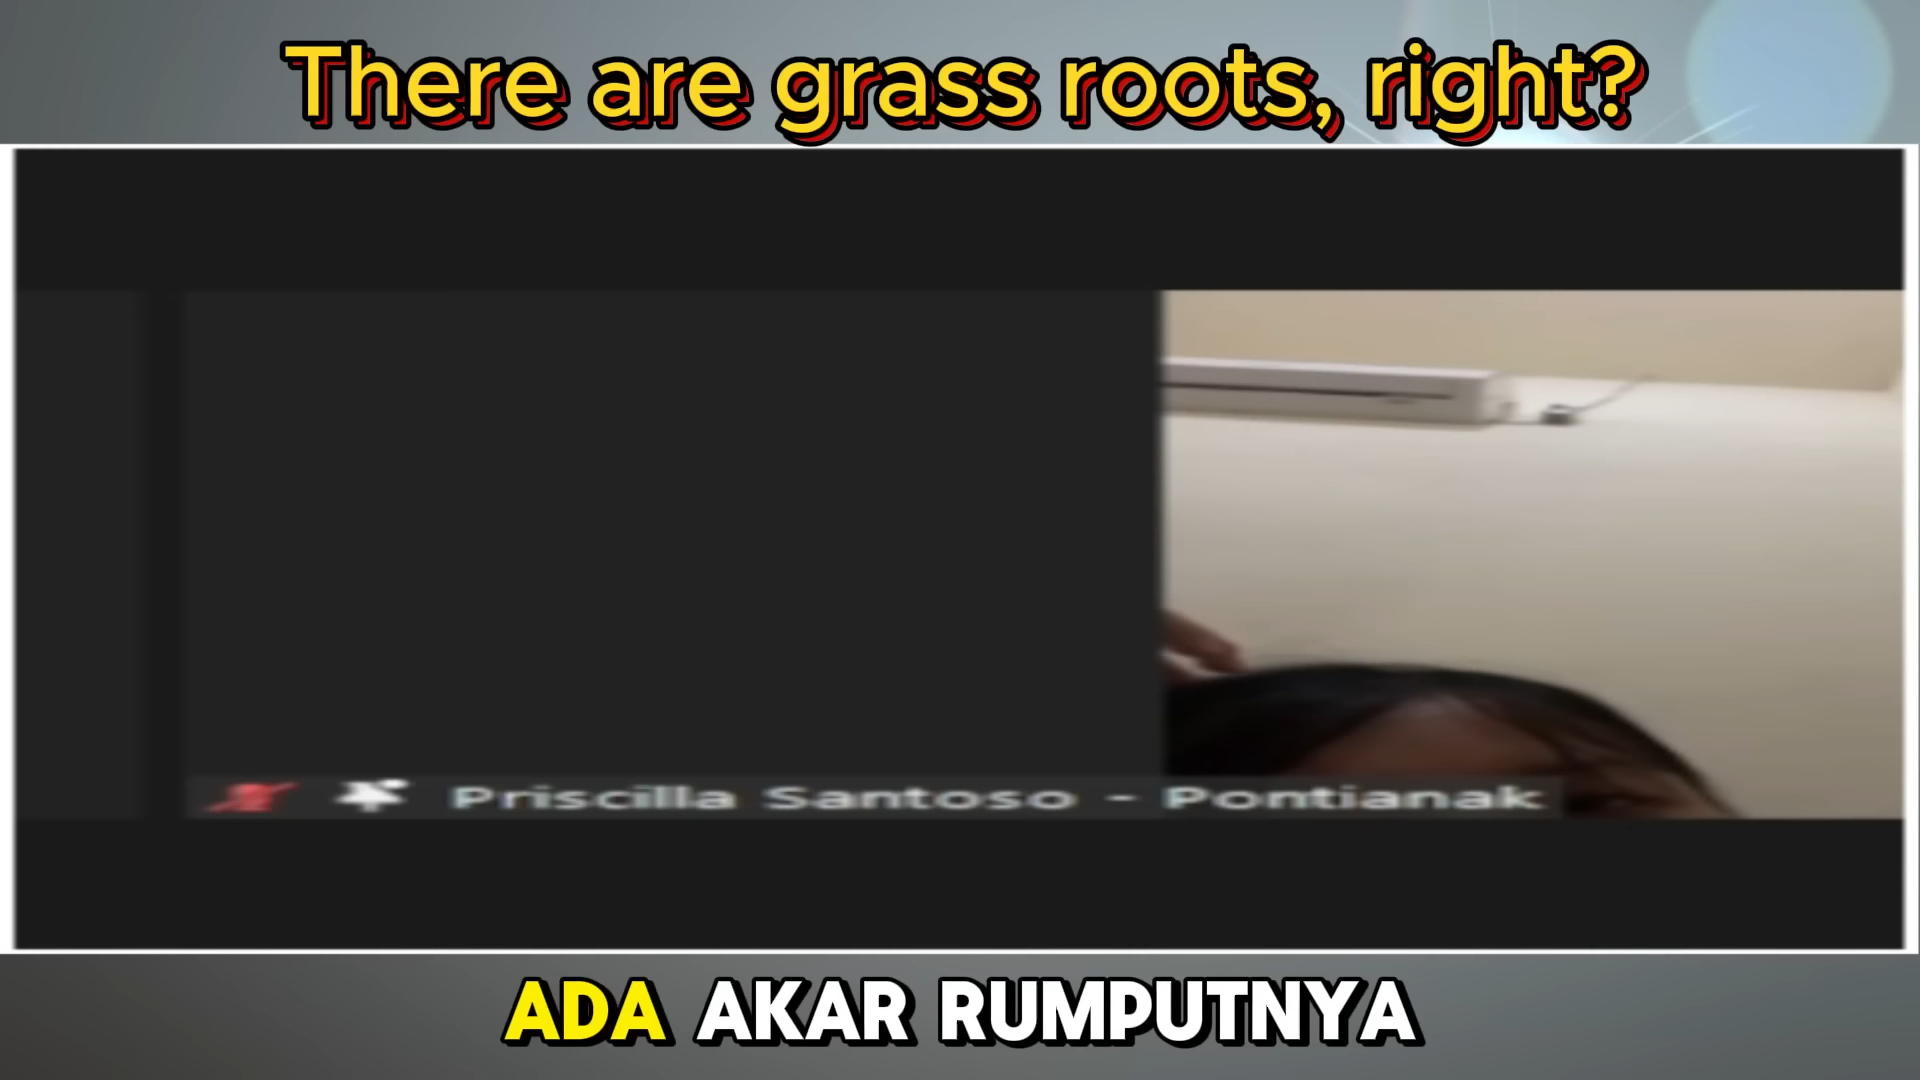 There are grass roots, right?
Priscilla Santoso - Pontianak
ADA AKAR RUMPUTNYA